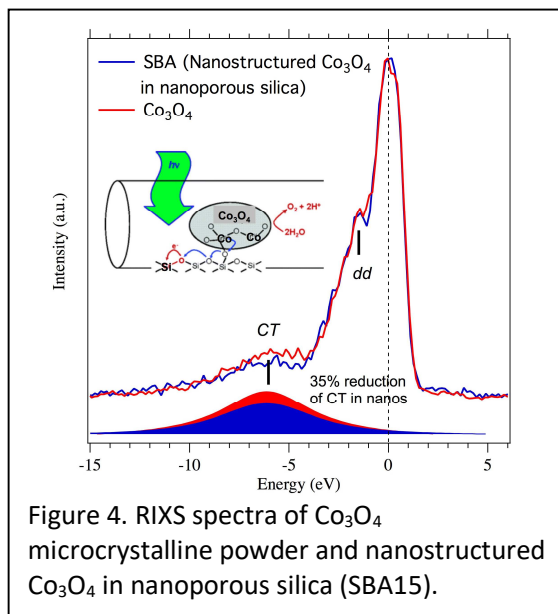 SBA (Nanostructured Co₃O₄
in nanoporous silica)
Co₃O₄
hν
Co₃O₄
Co Co
O₂ + 2H⁺
2H₂O
e⁻
Si O Si O Si O Si
dd
CT
35% reduction
of CT in nanos
Intensity (a.u.)
-15 -10 -5 0 5
Energy (eV)
Figure 4. RIXS spectra of Co₃O₄
microcrystalline powder and nanostructured
Co₃O₄ in nanoporous silica (SBA15).